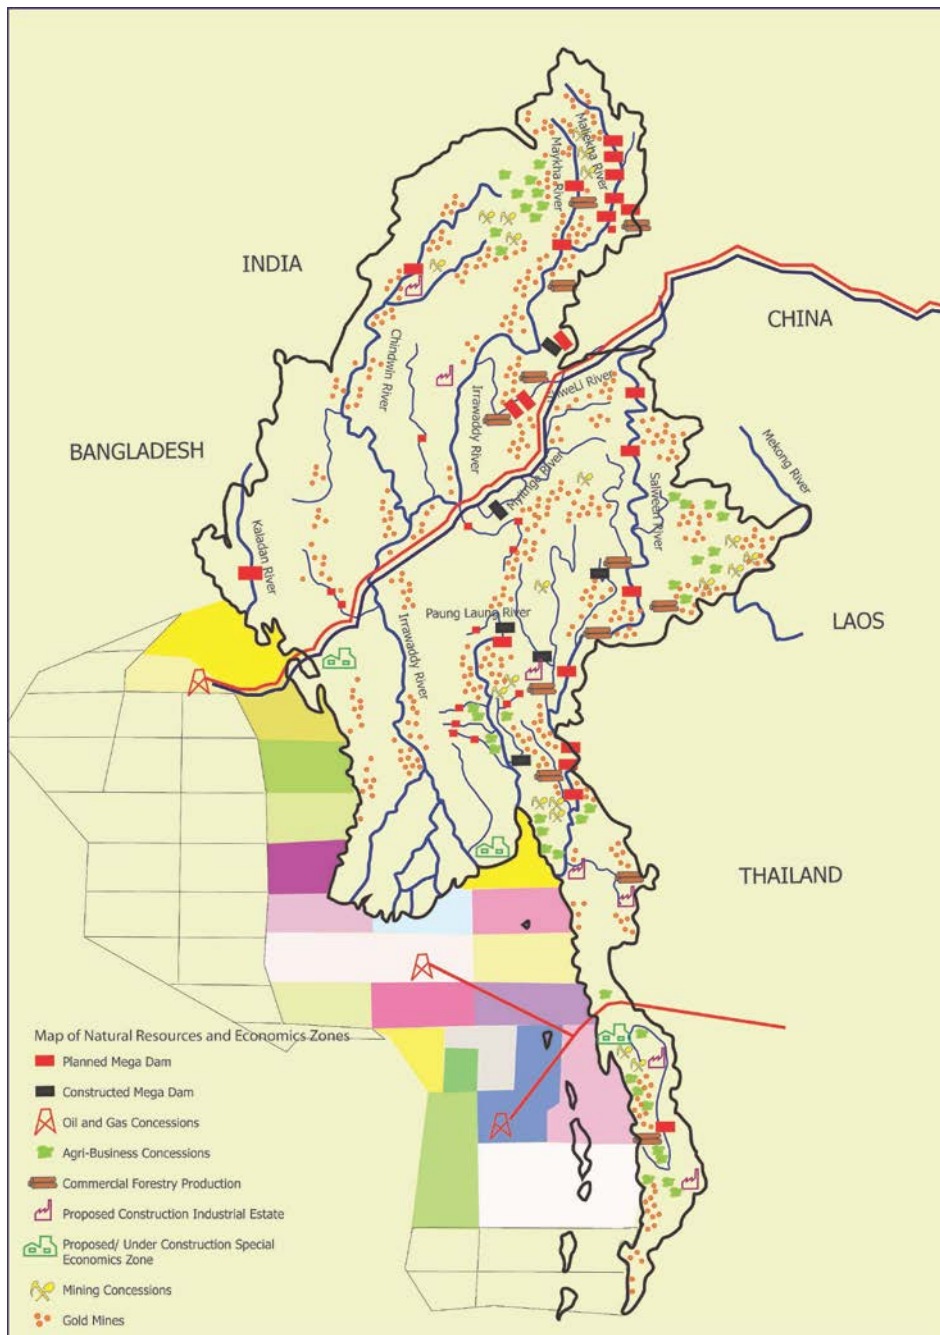 Maykha River
Maliekha River
INDIA
CHINA
Chindwin River
Irrawaddy River
ShweLi River
BANGLADESH
Mekong River
Myitnge River
Salween River
Kaladan River
Paung Laung River
LAOS
Irrawaddy River
THAILAND
Map of Natural Resources and Economics Zones
Planned Mega Dam
Constructed Mega Dam
Oil and Gas Concessions
Agri-Business Concessions
Commercial Forestry Production
Proposed Construction Industrial Estate
Proposed/ Under Construction Special
Economics Zone
Mining Concessions
Gold Mines